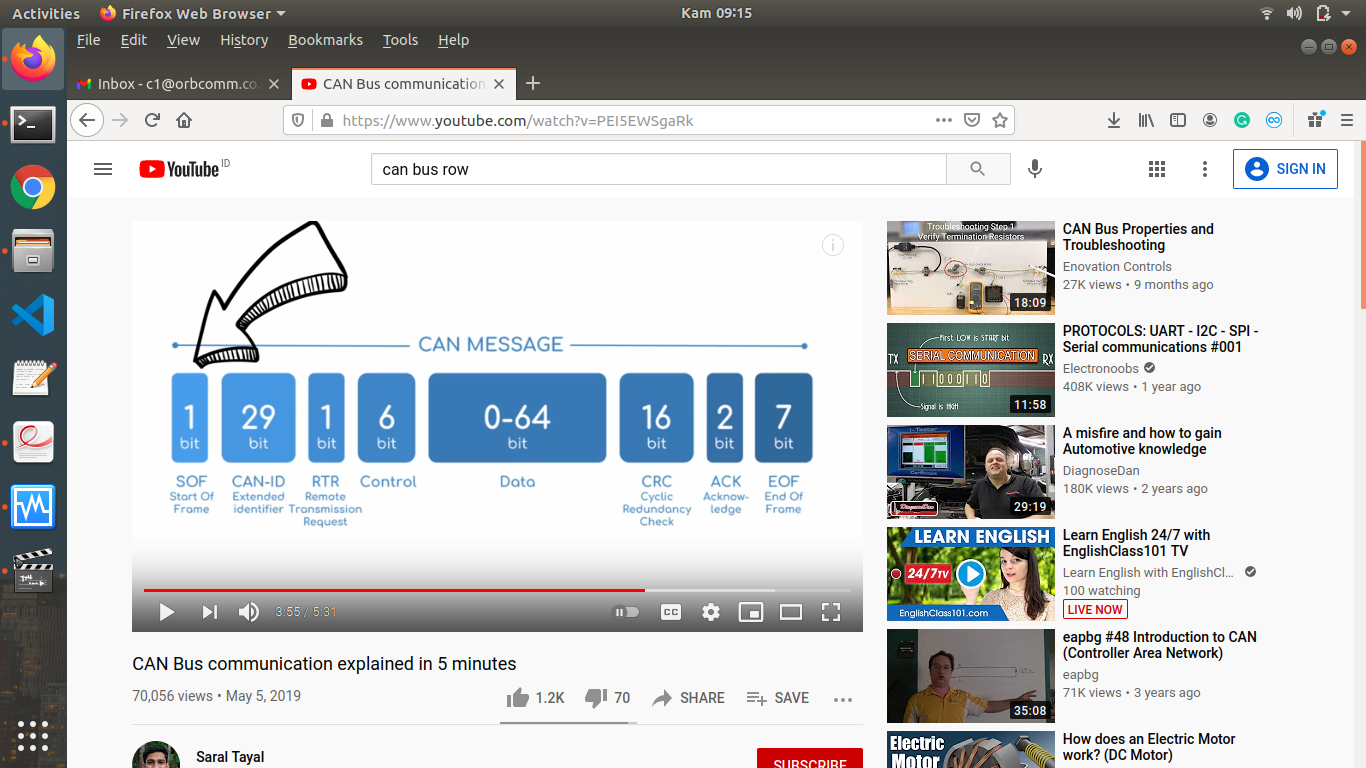 Activities
Firefox Web Browser
Kam 09:15
File Edit View History Bookmarks Tools Help
Inbox - c1@orbcomm.co
CAN Bus communication
https://www.youtube.com/watch?v=PEI5EWSgaRk
YouTube ID
can bus row
SIGN IN
CAN MESSAGE
1 29 1 6 0-64 16 2 7
bit bit bit bit bit bit bit bit
SOF CAN-ID RTR Control Data CRC ACK EOF
Start Of Extended Remote Cyclic Acknow- End Of
Frame identifier Transmission Redundancy ledge Frame
Request Check
3:55 / 5:31
CC
CAN Bus communication explained in 5 minutes
70,056 views • May 5, 2019
1.2K 70 SHARE SAVE
Saral Tayal
SUBSCRIBE
Troubleshooting Step 1
Verify Termination Resistors
18:09
CAN Bus Properties and
Troubleshooting
Enovation Controls
27K views • 9 months ago
First LOW is START bit
TX SERIAL COMMUNICATION RX
11000110
Signal is HIGH
11:58
PROTOCOLS: UART - I2C - SPI -
Serial communications #001
Electronoobs
408K views • 1 year ago
29:19
A misfire and how to gain
Automotive knowledge
DiagnoseDan
180K views • 2 years ago
LEARN ENGLISH
24/7 TV
EnglishClass101.com
Learn English 24/7 with
EnglishClass101 TV
Learn English with EnglishCl...
100 watching
LIVE NOW
35:08
eapbg #48 Introduction to CAN
(Controller Area Network)
eapbg
71K views • 3 years ago
Electric
Motor
How does an Electric Motor
work? (DC Motor)